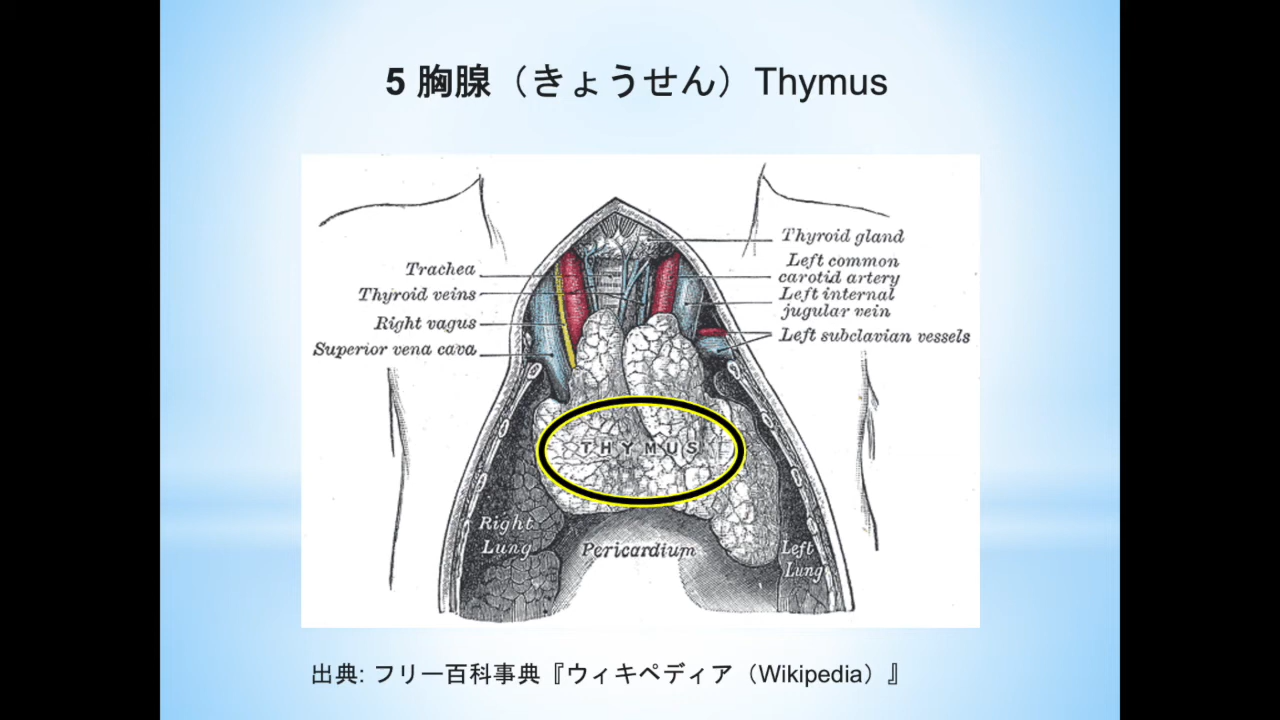 5 胸腺（きょうせん）Thymus
Trachea
Thyroid veins
Right vagus
Superior vena cava
Thyroid gland
Left common
carotid artery
Left internal
jugular vein
Left subclavian vessels
THYMUS
Right
Lung
Pericardium
Left
Lung
出典: フリー百科事典『ウィキペディア（Wikipedia）』